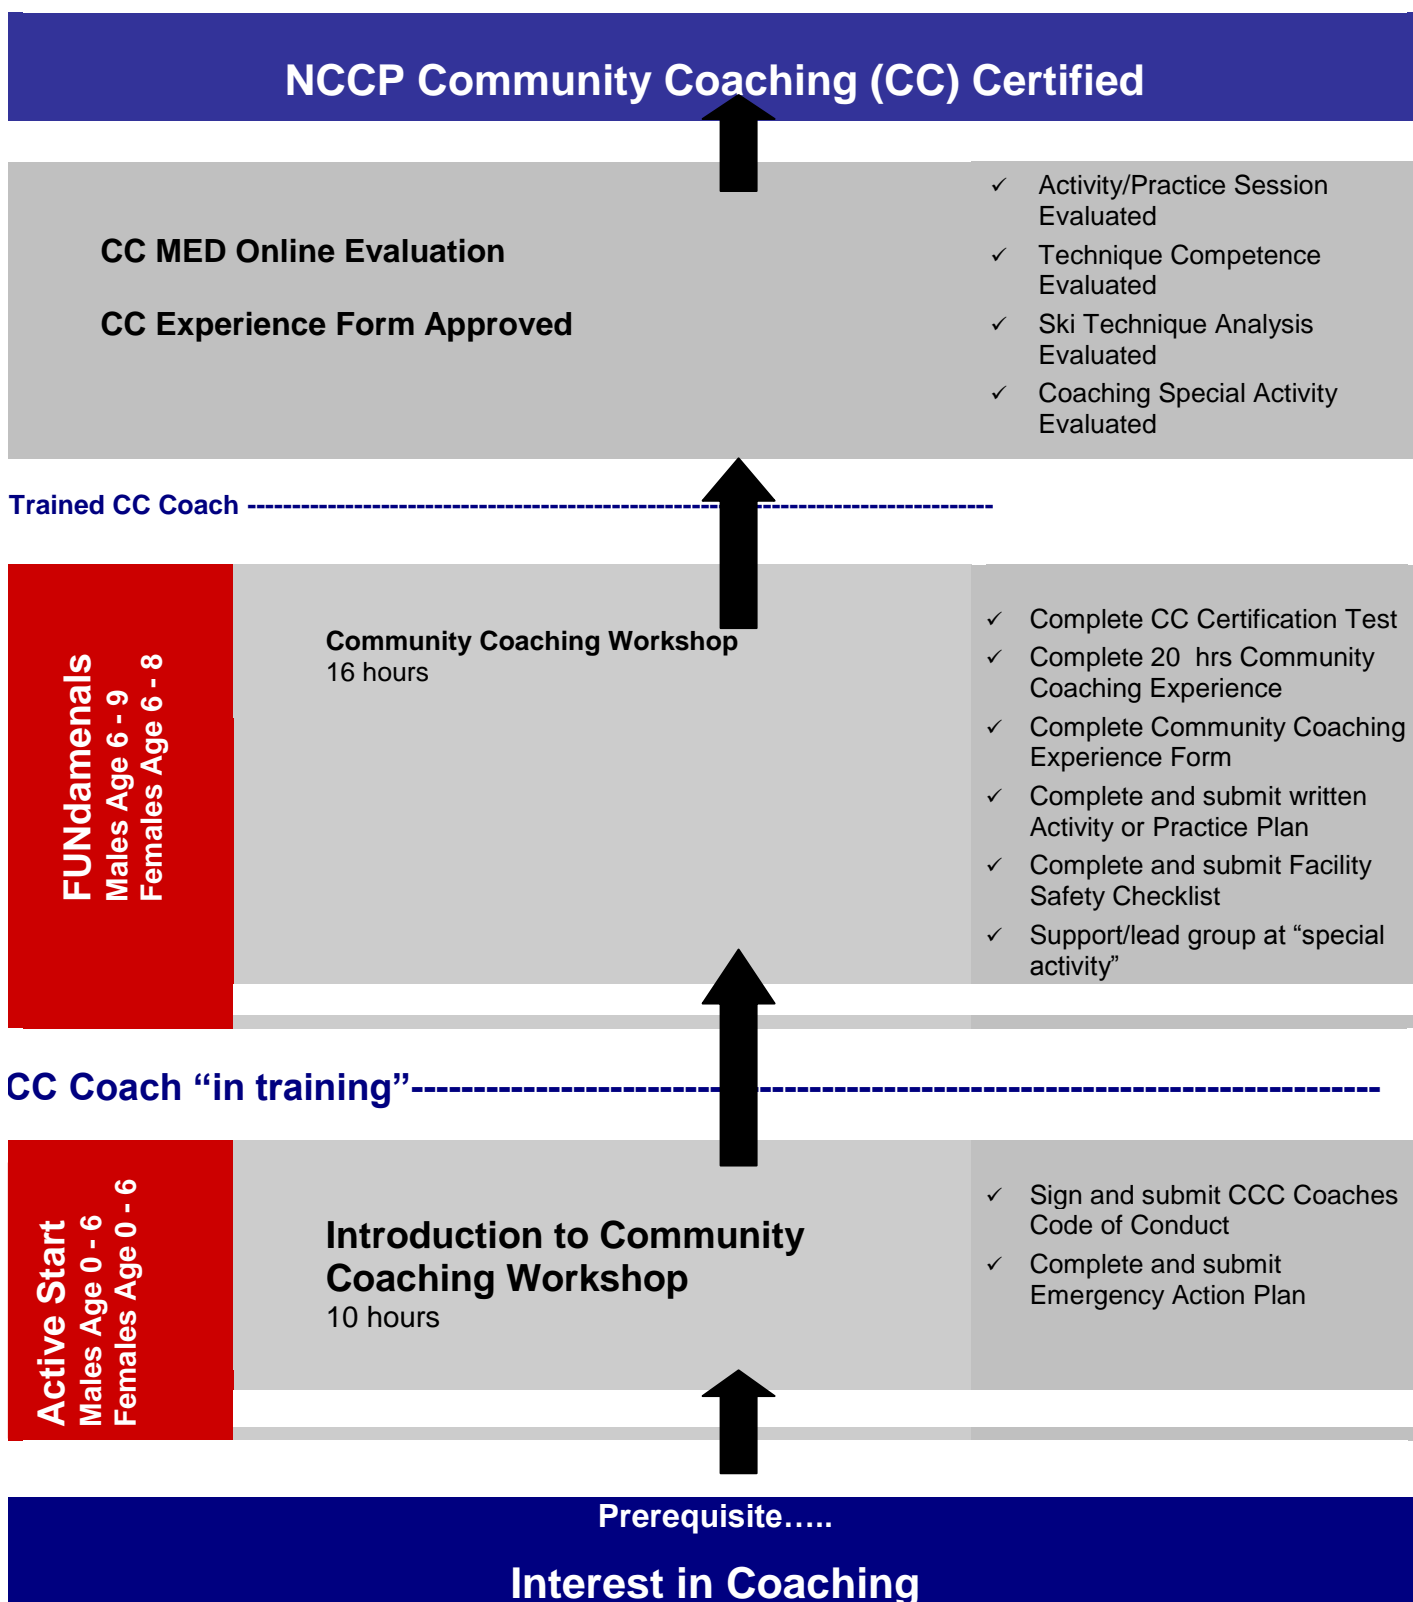 NCCP Community Coaching (CC) Certified
CC MED Online Evaluation
CC Experience Form Approved
✓ Activity/Practice Session
Evaluated
✓ Technique Competence
Evaluated
✓ Ski Technique Analysis
Evaluated
✓ Coaching Special Activity
Evaluated
Trained CC Coach -----------------------------------------------------------------------------------
FUNdamenals
Males Age 6 - 9
Females Age 6 - 8
Community Coaching Workshop
16 hours
✓ Complete CC Certification Test
✓ Complete 20 hrs Community
Coaching Experience
✓ Complete Community Coaching
Experience Form
✓ Complete and submit written
Activity or Practice Plan
✓ Complete and submit Facility
Safety Checklist
✓ Support/lead group at “special
activity”
CC Coach “in training”------------------------------------------------------------------------------
Active Start
Males Age 0 - 6
Females Age 0 - 6
Introduction to Community
Coaching Workshop
10 hours
✓ Sign and submit CCC Coaches
Code of Conduct
✓ Complete and submit
Emergency Action Plan
Prerequisite…..
Interest in Coaching